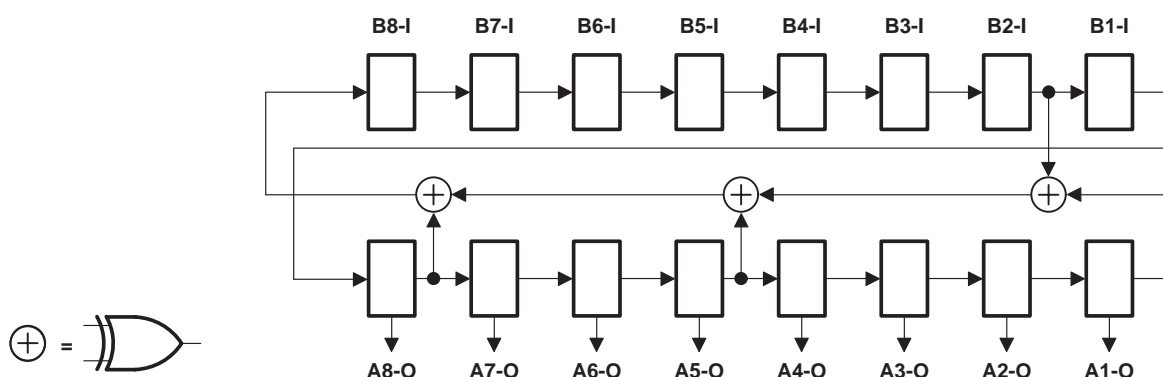 B8-I B7-I B6-I B5-I B4-I B3-I B2-I B1-I
=
A8-O A7-O A6-O A5-O A4-O A3-O A2-O A1-O